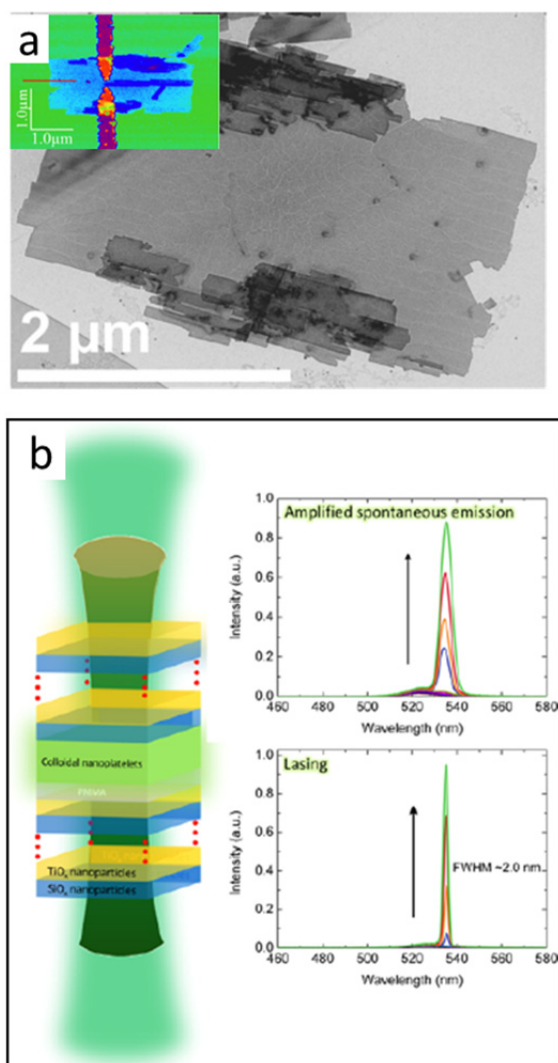 a
1.0μm
1.0μm
2 μm
b
Colloidal nanoplatelets
PMMA
TiO₂ nanoparticles
SiO₂ nanoparticles
Amplified spontaneous emission
1.0
0.8
0.6
0.4
0.2
0.0
Intensity (a.u.)
460 480 500 520 540 560 580
Wavelength (nm)
Lasing
1.0
0.8
0.6
0.4
0.2
0.0
Intensity (a.u.)
FWHM ~2.0 nm
460 480 500 520 540 560 580
Wavelength (nm)